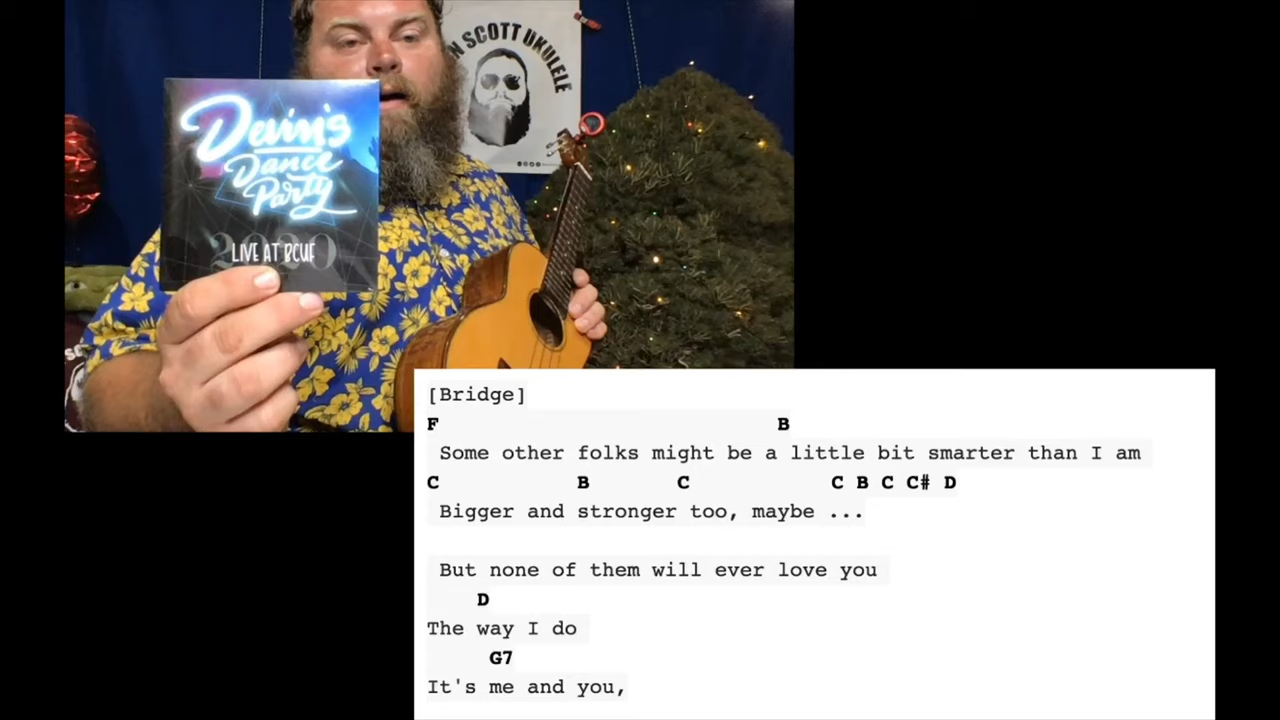 N SCOTT UKULELE
Devin's
Dance
Party
2020
LIVE AT BCUF
[Bridge]
F B
Some other folks might be a little bit smarter than I am
C B C C B C C# D
Bigger and stronger too, maybe ...
But none of them will ever love you
D
The way I do
G7
It's me and you,